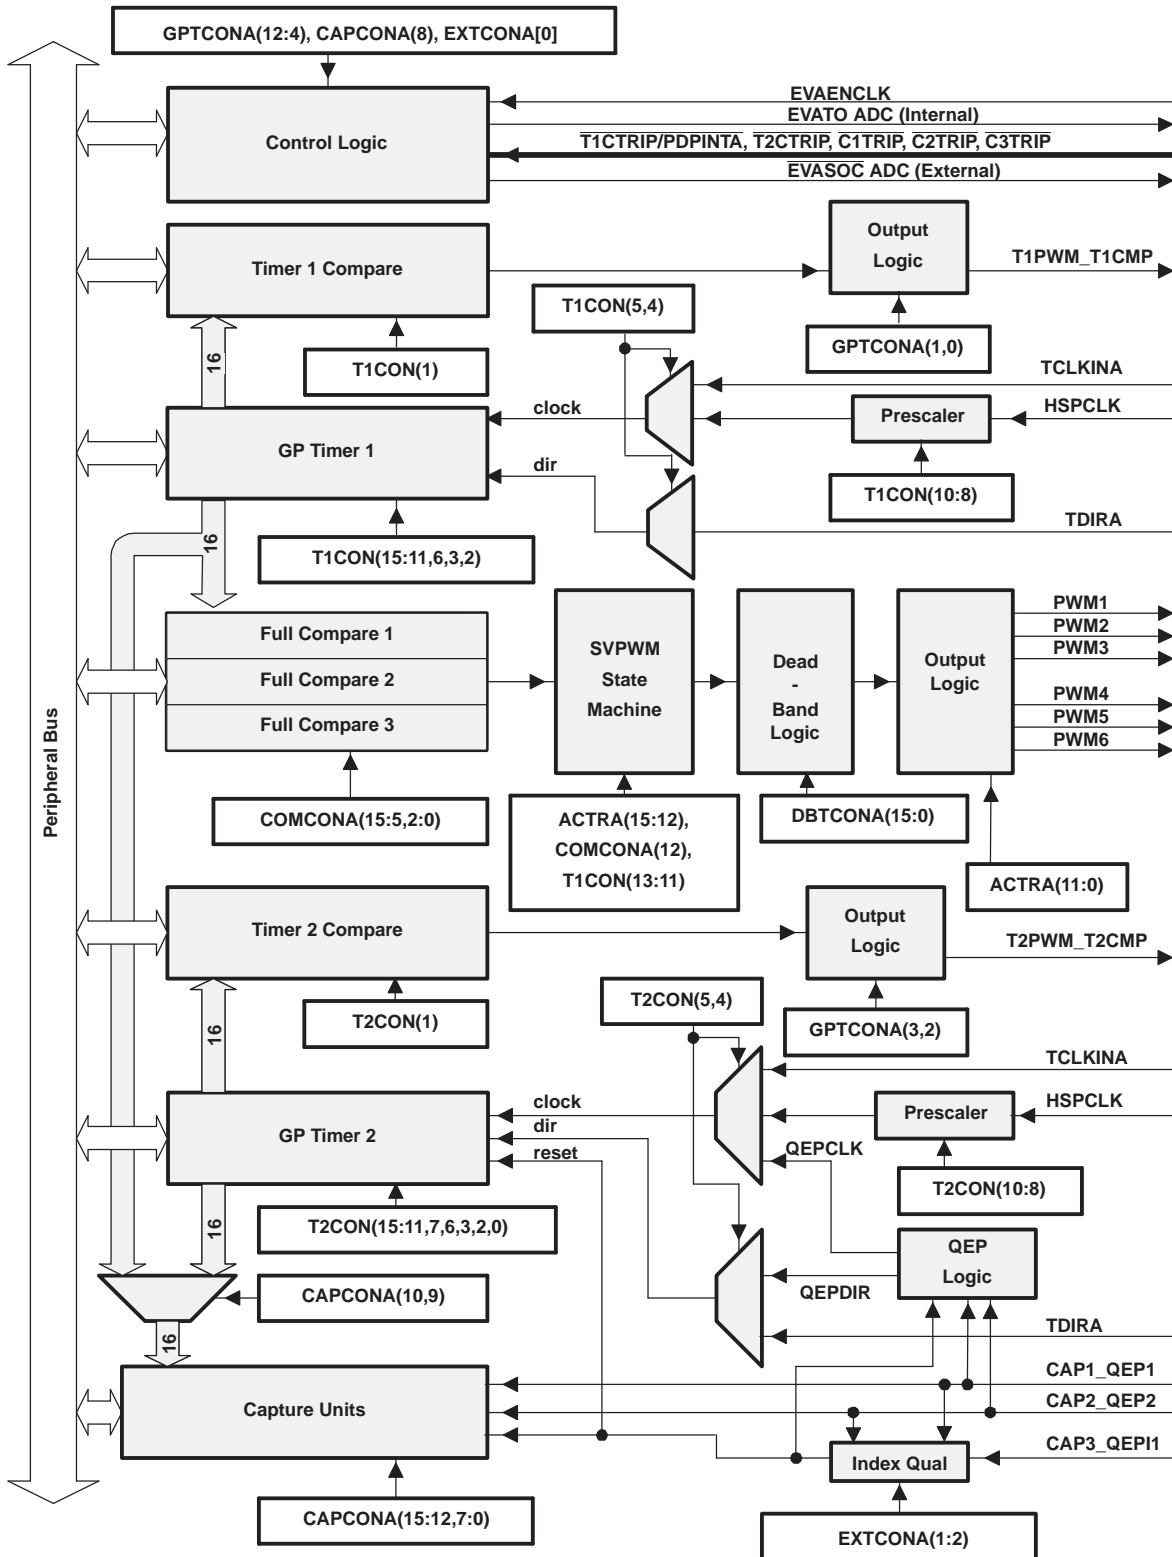 GPTCONA(12:4), CAPCONA(8), EXTCONA[0]
Control Logic
EVAENCLK
EVATO ADC (Internal)
T1CTRIP/PDPINTA, T2CTRIP, C1TRIP, C2TRIP, C3TRIP
EVASOC ADC (External)
Timer 1 Compare
Output
Logic
T1PWM_T1CMP
T1CON(5,4)
GPTCONA(1,0)
16
T1CON(1)
TCLKINA
clock
Prescaler
HSPCLK
GP Timer 1
dir
T1CON(10:8)
TDIRA
16
T1CON(15:11,6,3,2)
Full Compare 1
Full Compare 2
Full Compare 3
SVPWM
State
Machine
Dead
-
Band
Logic
Output
Logic
PWM1
PWM2
PWM3
PWM4
PWM5
PWM6
Peripheral Bus
COMCONA(15:5,2:0)
ACTRA(15:12),
COMCONA(12),
T1CON(13:11)
DBTCONA(15:0)
ACTRA(11:0)
Timer 2 Compare
Output
Logic
T2PWM_T2CMP
T2CON(1)
T2CON(5,4)
GPTCONA(3,2)
16
TCLKINA
clock
Prescaler
HSPCLK
GP Timer 2
dir
reset
QEPCLK
T2CON(10:8)
16
T2CON(15:11,7,6,3,2,0)
QEP
Logic
CAPCONA(10,9)
QEPDIR
TDIRA
16
CAP1_QEP1
Capture Units
CAP2_QEP2
Index Qual
CAP3_QEPI1
CAPCONA(15:12,7:0)
EXTCONA(1:2)